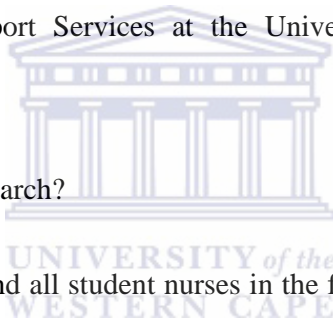 port Services at the Unive
arch?
UNIVERSITY of the
nd all student nurses in the f
WESTERN CAPE